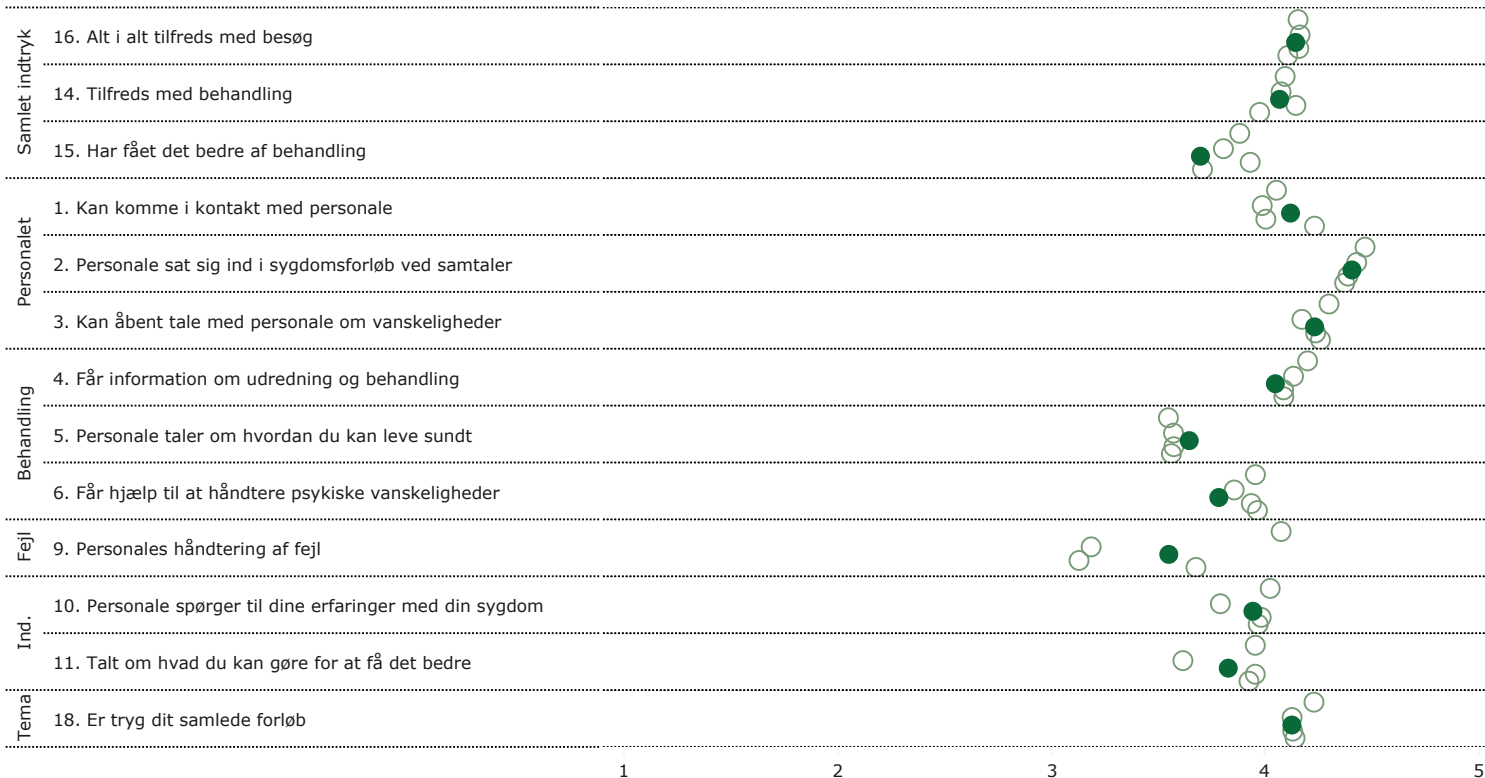 Samlet indtryk
16. Alt i alt tilfreds med besøg
14. Tilfreds med behandling
15. Har fået det bedre af behandling
Personalet
1. Kan komme i kontakt med personale
2. Personale sat sig ind i sygdomsforløb ved samtaler
3. Kan åbent tale med personale om vanskeligheder
Behandling
4. Får information om udredning og behandling
5. Personale taler om hvordan du kan leve sundt
6. Får hjælp til at håndtere psykiske vanskeligheder
Fejl
9. Personales håndtering af fejl
Ind.
10. Personale spørger til dine erfaringer med din sygdom
11. Talt om hvad du kan gøre for at få det bedre
Tema
18. Er tryg dit samlede forløb
1 2 3 4 5